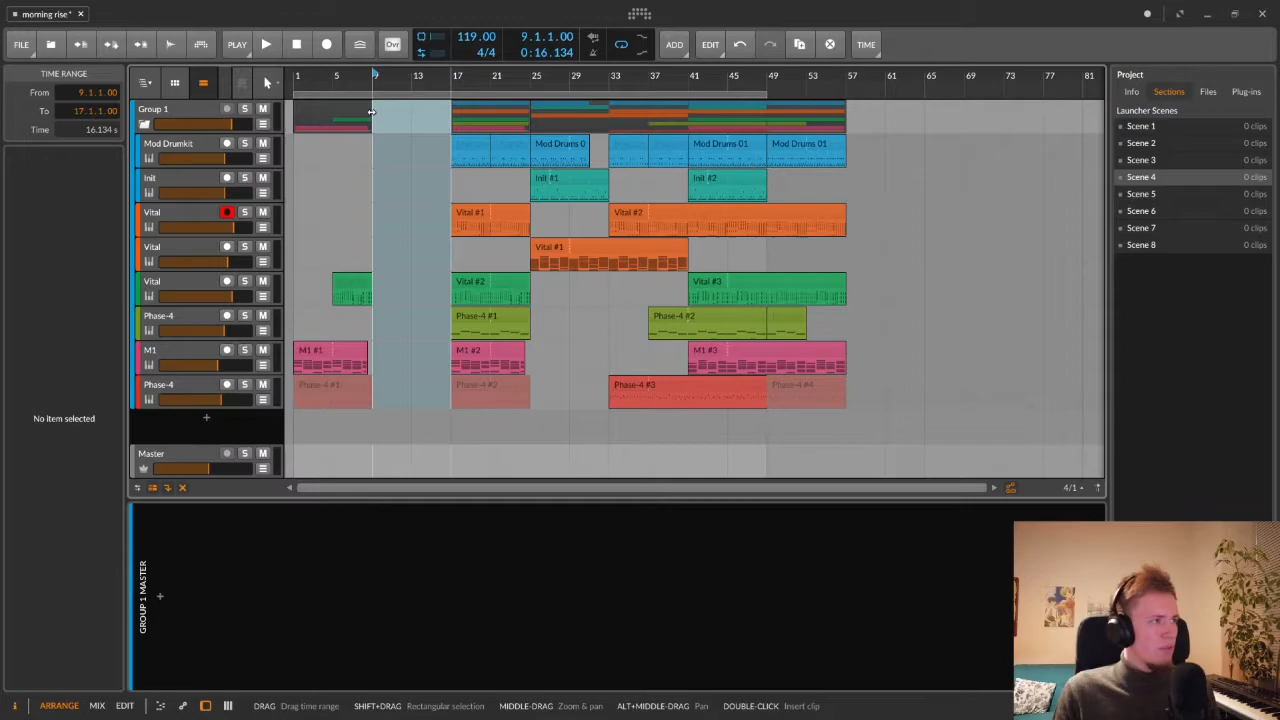 morning rise*
FILE PLAY Ovr 119.00 4/4 9.1.1.00 0:16.134 ADD EDIT TIME
TIME RANGE
From 9.1.1.00
To 17.1.1.00
Time 16.134 s
No item selected
1 5 9 13 17 21 25 29 33 37 41 45 49 53 57 61 65 69 73 77 81
Group 1 S M
Mod Drumkit S M Mod Drums 0 Mod Drums 01 Mod Drums 01
Init S M Init #1 Init #2
Vital S M Vital #1 Vital #2
Vital S M Vital #1
Vital S M Vital #2 Vital #3
Phase-4 S M Phase-4 #1 Phase-4 #2
M1 S M M1 #1 M1 #2 M1 #3
Phase-4 S M Phase-4 #1 Phase-4 #2 Phase-4 #3 Phase-4 #4
Master S M
4/1
Project
Info Sections Files Plug-ins
Launcher Scenes
Scene 1 0 clips
Scene 2 0 clips
Scene 3 0 clips
Scene 4 0 clips
Scene 5 0 clips
Scene 6 0 clips
Scene 7 0 clips
Scene 8 0 clips
GROUP 1 MASTER
i ARRANGE MIX EDIT DRAG Drag time range SHIFT+DRAG Rectangular selection MIDDLE-DRAG Zoom & pan ALT+MIDDLE-DRAG Pan DOUBLE-CLICK Insert clip